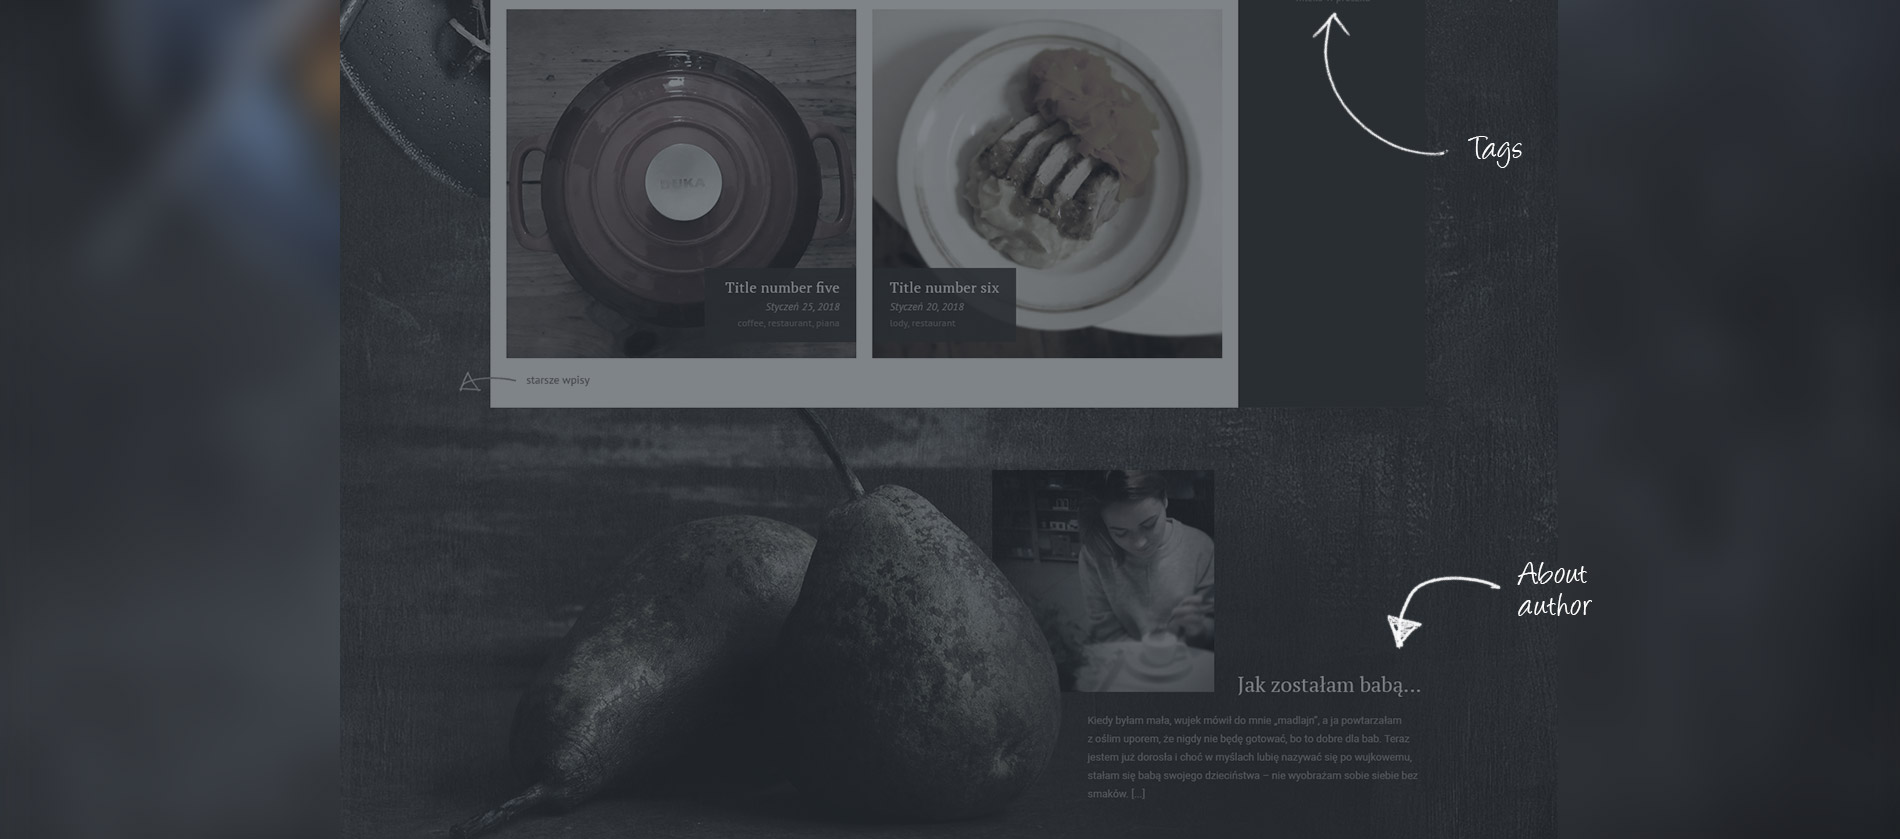 Tags
DUKA
Title number five
Styczeń 25, 2018
coffee, restaurant, piana
Title number six
Styczeń 20, 2018
lody, restaurant
starsze wpisy
About
author
Jak zostałam babą...
Kiedy byłam mała, wujek mówił do mnie „madlajn”, a ja powtarzałam
z oślim uporem, że nigdy nie będę gotować, bo to dobre dla bab. Teraz
jestem już dorosła i choć w myślach lubię nazywać się po wujkowemu,
stałam się babą swojego dzieciństwa – nie wyobrażam sobie siebie bez
smaków. [...]